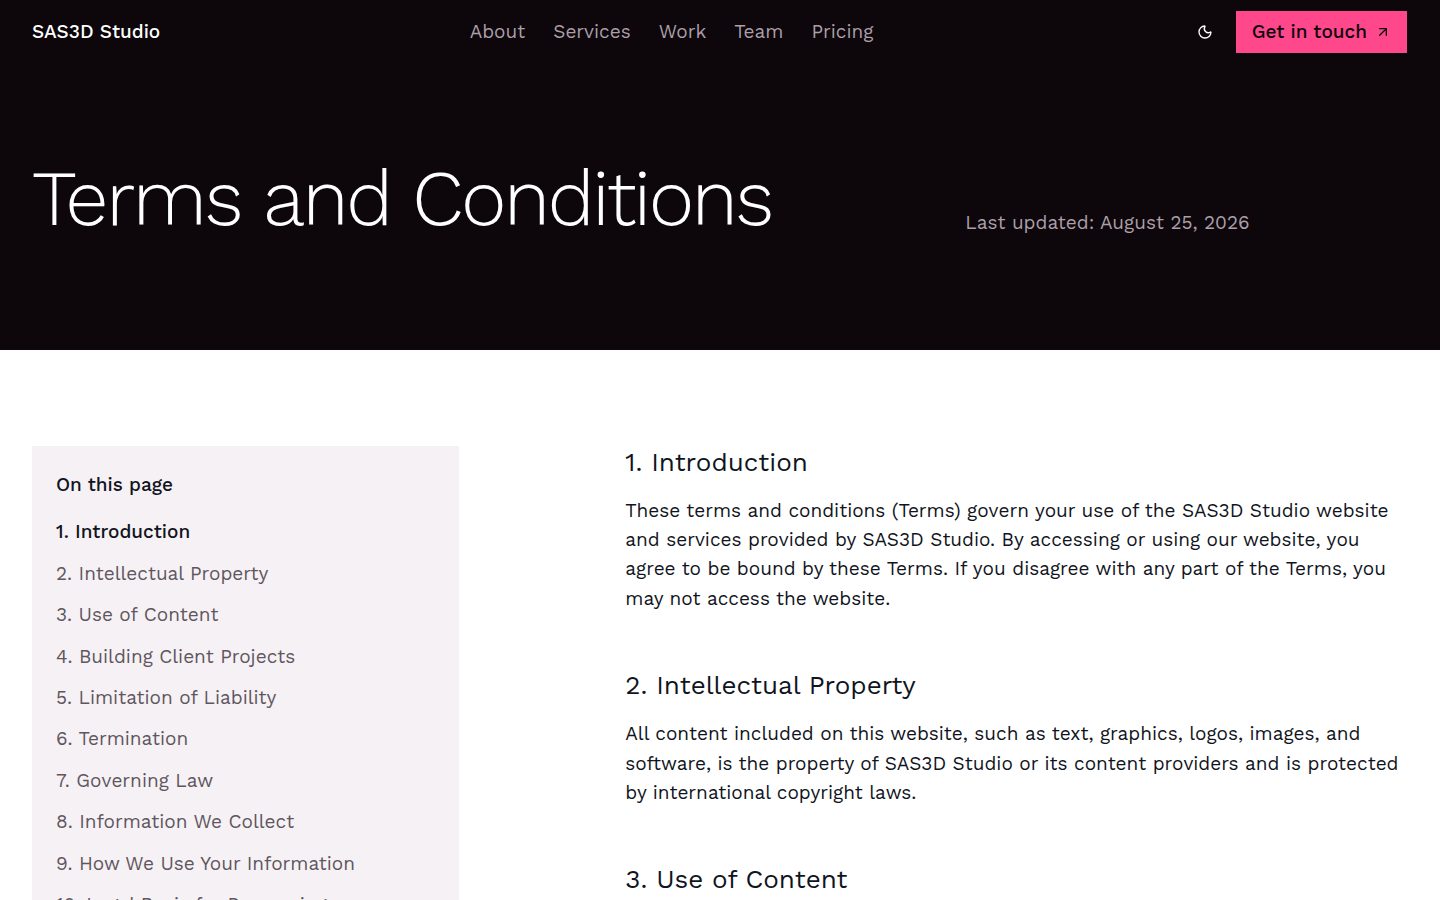 SAS3D Studio
About Services Work Team Pricing
Get in touch
Terms and Conditions
Last updated: August 25, 2026
On this page
1. Introduction
2. Intellectual Property
3. Use of Content
4. Building Client Projects
5. Limitation of Liability
6. Termination
7. Governing Law
8. Information We Collect
9. How We Use Your Information
1. Introduction
These terms and conditions (Terms) govern your use of the SAS3D Studio website
and services provided by SAS3D Studio. By accessing or using our website, you
agree to be bound by these Terms. If you disagree with any part of the Terms, you
may not access the website.
2. Intellectual Property
All content included on this website, such as text, graphics, logos, images, and
software, is the property of SAS3D Studio or its content providers and is protected
by international copyright laws.
3. Use of Content